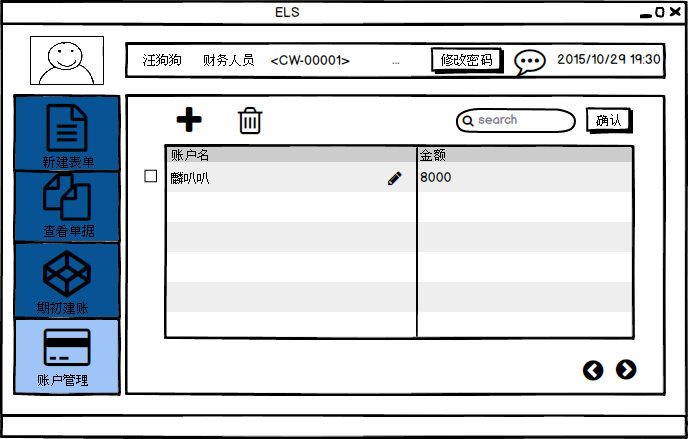 ELS
汪狗狗 财务人员 <CW-00001> ... 修改密码 2015/10/29 19:30
新建表单
查看单据
期初建账
账户管理
search 确认
账户名 金额
麟叭叭 8000